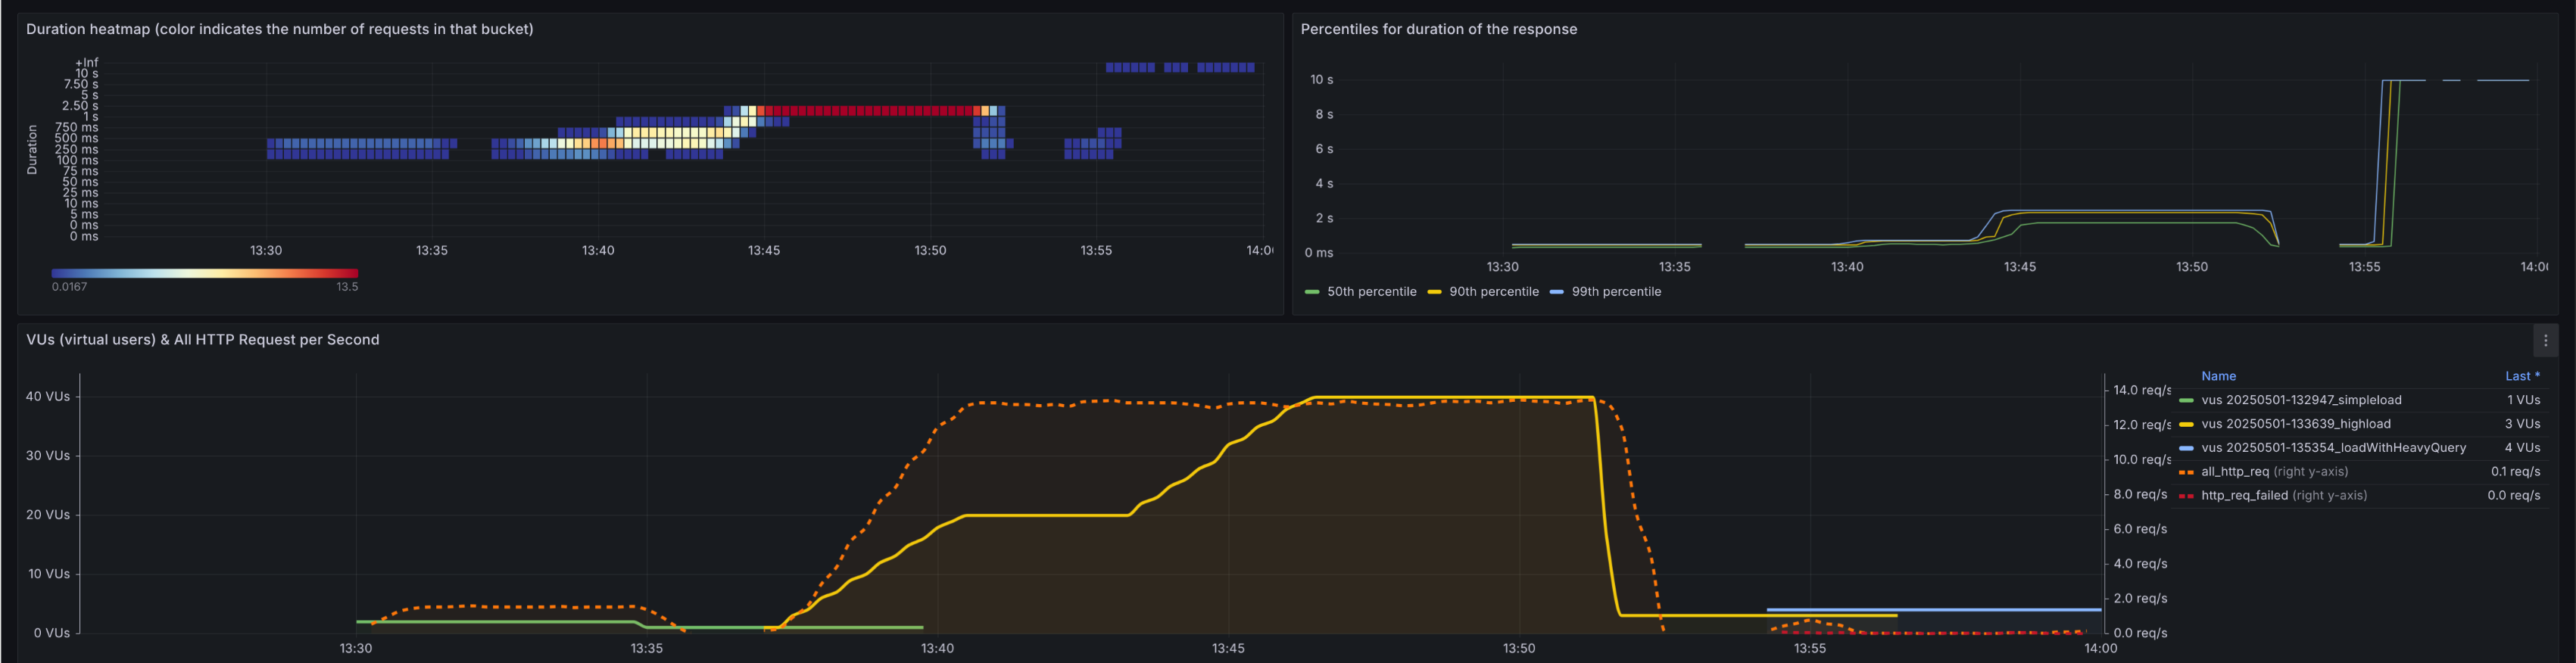 Duration heatmap (color indicates the number of requests in that bucket)
Duration
+Inf
10 s
7.50 s
5 s
2.50 s
1 s
750 ms
500 ms
250 ms
100 ms
75 ms
50 ms
25 ms
10 ms
5 ms
0 ms
0 ms
13:30 13:35 13:40 13:45 13:50 13:55 14:0
0.0167 13.5
Percentiles for duration of the response
10 s
8 s
6 s
4 s
2 s
0 ms
13:30 13:35 13:40 13:45 13:50 13:55 14:0
50th percentile 90th percentile 99th percentile
VUs (virtual users) & All HTTP Request per Second
40 VUs
30 VUs
20 VUs
10 VUs
0 VUs
13:30 13:35 13:40 13:45 13:50 13:55 14:00
14.0 req/s
12.0 req/s
10.0 req/s
8.0 req/s
6.0 req/s
4.0 req/s
2.0 req/s
0.0 req/s
Name Last *
vus 20250501-132947_simpleload 1 VUs
vus 20250501-133639_highload 3 VUs
vus 20250501-135354_loadWithHeavyQuery 4 VUs
all_http_req (right y-axis) 0.1 req/s
http_req_failed (right y-axis) 0.0 req/s